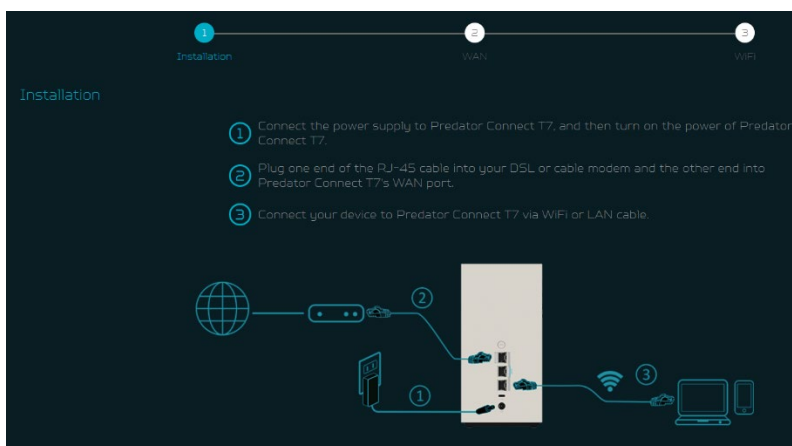 1
2
3
Installation
WAN
WiFi
Installation
1 Connect the power supply to Predator Connect T7, and then turn on the power of Predator
Connect T7.
2 Plug one end of the RJ-45 cable into your DSL or cable modem and the other end into
Predator Connect T7's WAN port.
3 Connect your device to Predator Connect T7 via WiFi or LAN cable.
2
3
1